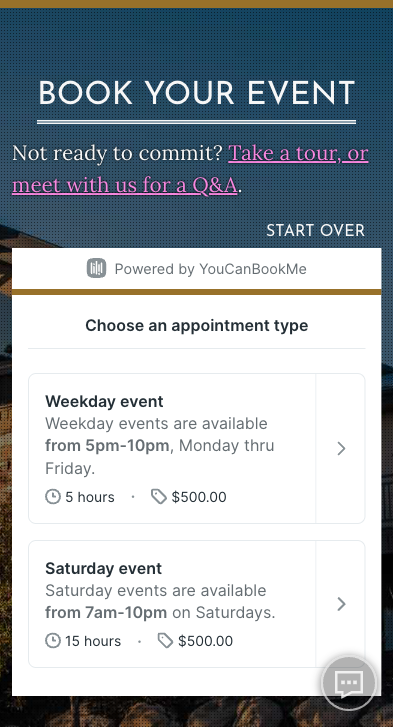 BOOK YOUR EVENT
Not ready to commit? Take a tour, or
meet with us for a Q&A.
START OVER
Powered by YouCanBookMe
Choose an appointment type
Weekday event
Weekday events are available
from 5pm-10pm, Monday thru
Friday.
5 hours · $500.00
Saturday event
Saturday events are available
from 7am-10pm on Saturdays.
15 hours · $500.00